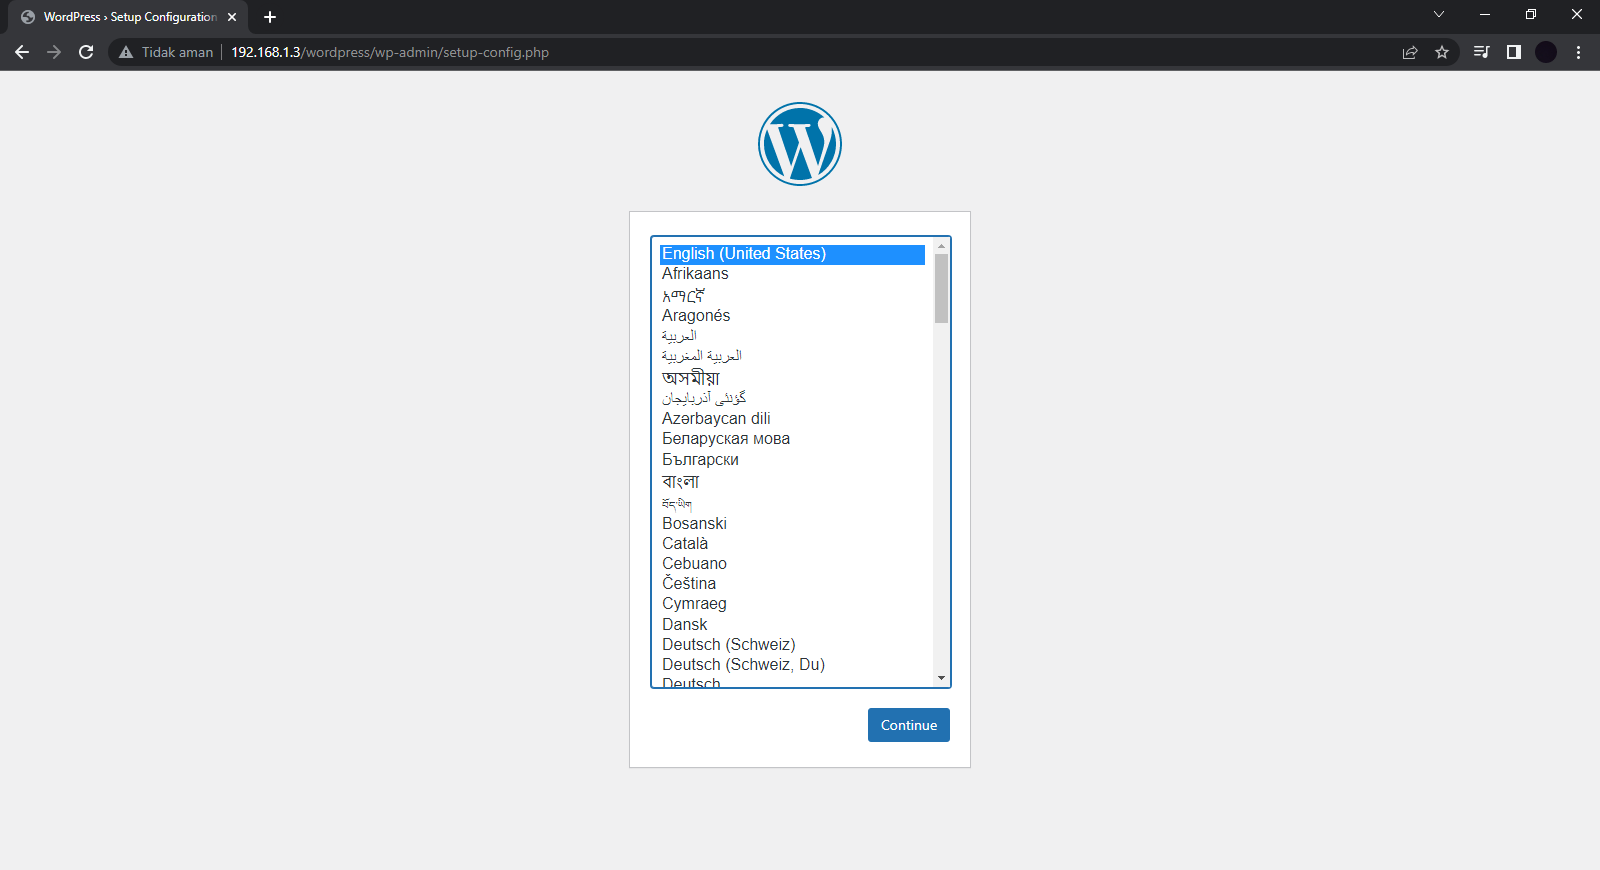 WordPress › Setup Configuration
Tidak aman
192.168.1.3/wordpress/wp-admin/setup-config.php
English (United States)
Afrikaans
አማርኛ
Aragonés
العربية
العربية المغربية
অসমীয়া
گؤنئی آذربایجان
Azərbaycan dili
Беларуская мова
Български
বাংলা
བོད་ཡིག
Bosanski
Català
Cebuano
Čeština
Cymraeg
Dansk
Deutsch (Schweiz)
Deutsch (Schweiz, Du)
Deutsch
Continue